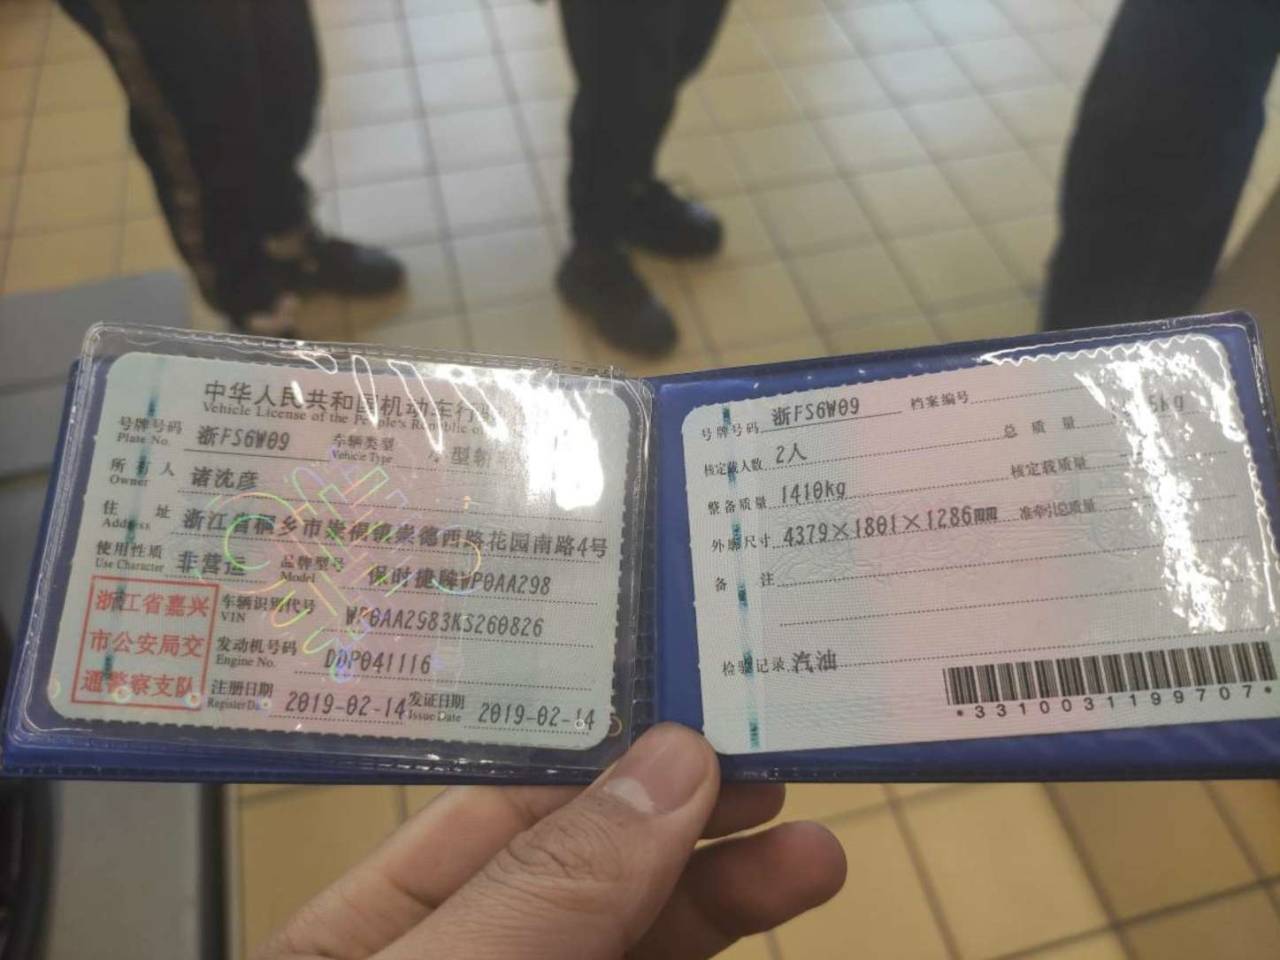 中华人民共和国机动车行
Vehicle License of the People's Republic of
号牌号码 浙FS6W09 车辆类型
Plate No. Vehicle Type
所有人 诸沈彦
Owner
住址 浙江省桐乡市崇福镇崇德西路花园南路4号
Address
使用性质 非营运 品牌型号 保时捷牌WP0AA298
Use Character Model
浙江省嘉兴
市公安局交
通警察支队
车辆识别代号 WP0AA2983KS260826
VIN
发动机号码 DDP041116
Engine No.
注册日期 2019-02-14 发证日期 2019-02-14
Register Date Issue Date
号牌号码 浙FS6W09 档案编号
核定载人数 2人 总质量
整备质量 1410kg 核定载质量
外廓尺寸 4379×1801×1286mm 准牵引总质量
备注
检验记录 汽油
*3310031199707*